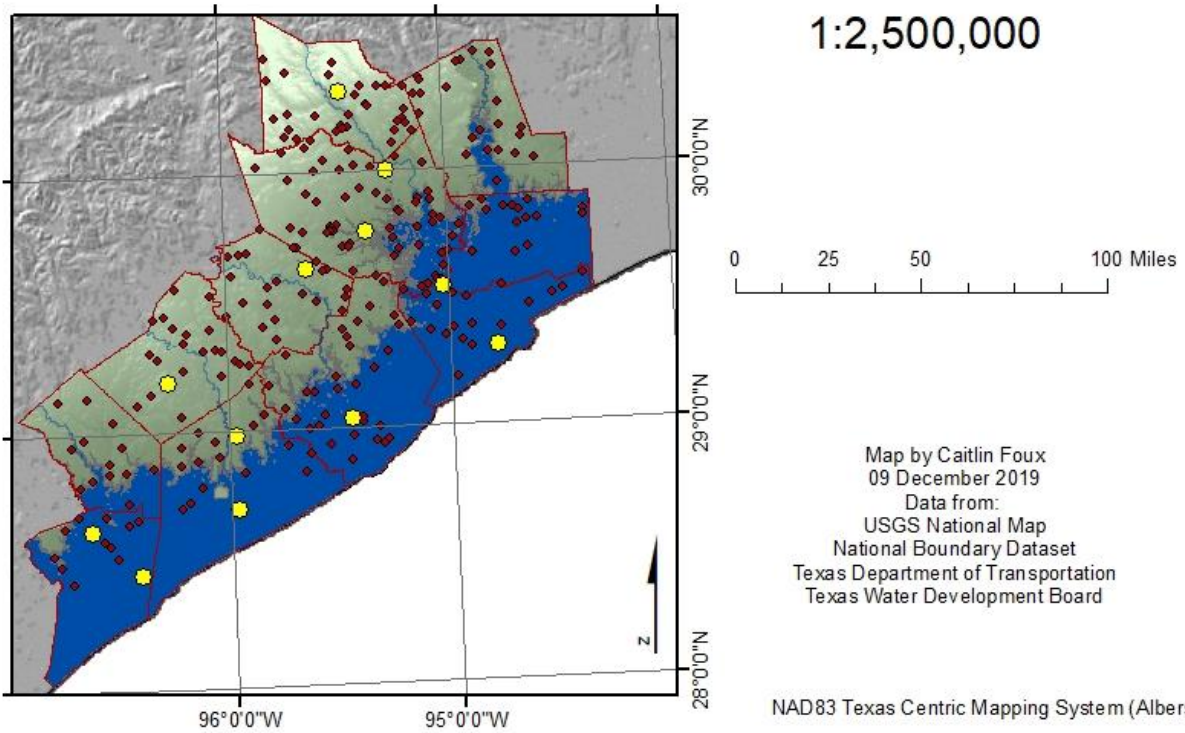 1:2,500,000
30°0'0"N
0 25 50 100 Miles
29°0'0"N
Map by Caitlin Foux
09 December 2019
Data from:
USGS National Map
National Boundary Dataset
Texas Department of Transportation
Texas Water Development Board
N
28°0'0"N
96°0'0"W 95°0'0"W
NAD83 Texas Centric Mapping System (Albers